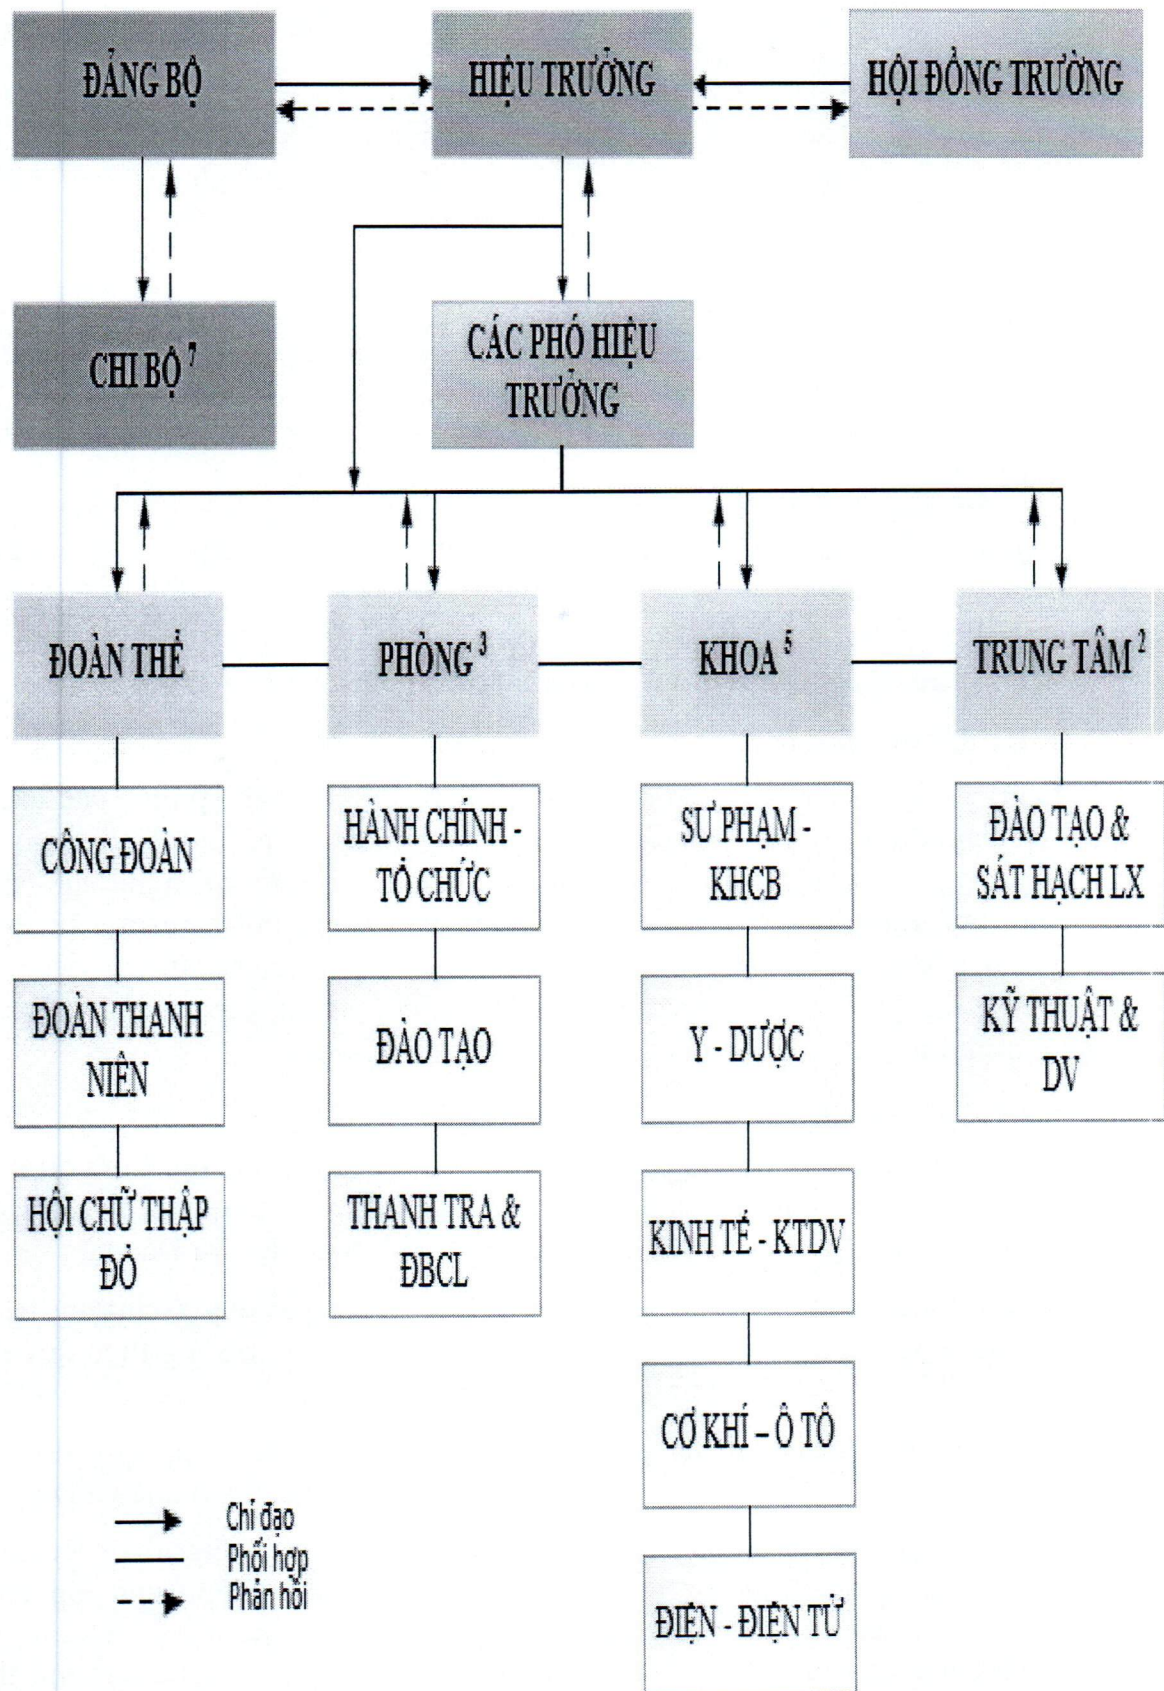 ĐẢNG BỘ
HIỆU TRƯỞNG
HỘI ĐỒNG TRƯỜNG
CHI BỘ 7
CÁC PHÓ HIỆU
TRƯỞNG
ĐOÀN THỂ
PHÒNG 3
KHOA 5
TRUNG TÂM 2
CÔNG ĐOÀN
HÀNH CHÍNH -
TỔ CHỨC
SƯ PHẠM -
KHCB
ĐÀO TẠO &
SÁT HẠCH LX
ĐOÀN THANH
NIÊN
ĐÀO TẠO
Y - DƯỢC
KỸ THUẬT &
DV
HỘI CHỮ THẬP
ĐỎ
THANH TRA &
ĐBCL
KINH TẾ - KTDV
CƠ KHÍ – Ô TÔ
ĐIỆN - ĐIỆN TỬ
Chỉ đạo
Phối hợp
Phản hồi